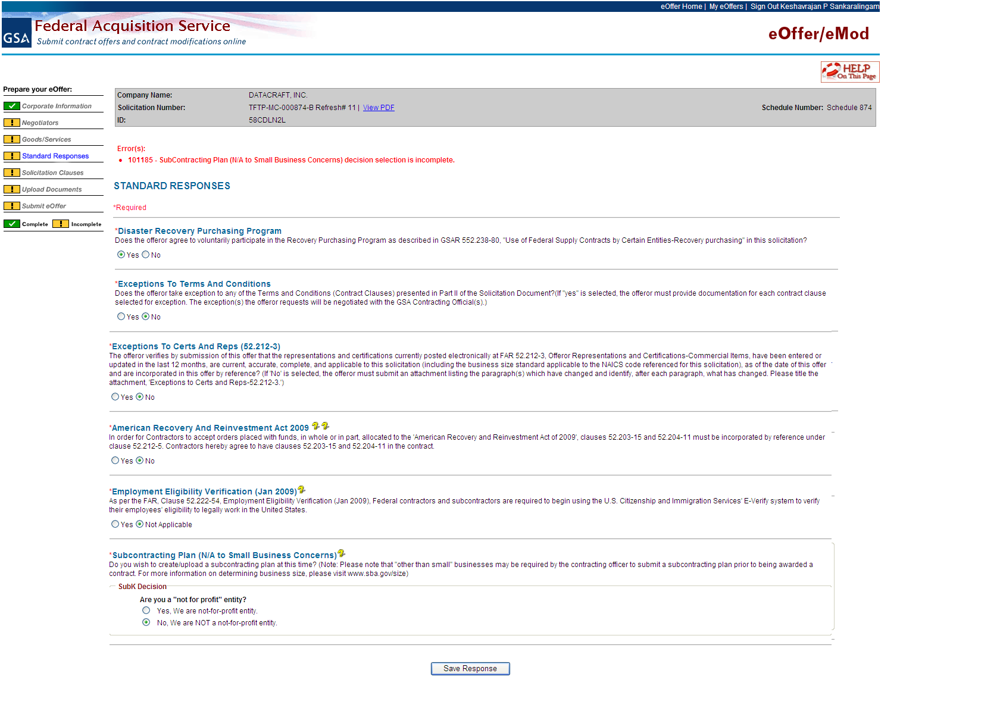 eOffer Home | My eOffers | Sign Out Keshavrajan P Sankaralingam
GSA
Federal Acquisition Service
Submit contract offers and contract modifications online
eOffer/eMod
HELP
On This Page
Prepare your eOffer:
Corporate Information
Negotiators
Goods/Services
Standard Responses
Solicitation Clauses
Upload Documents
Submit eOffer
Complete Incomplete
Company Name: DATACRAFT, INC.
Solicitation Number: TFTP-MC-000874-B Refresh# 11 | View PDF Schedule Number: Schedule 874
ID: 58CDLN2L
Error(s):
• 101185 - SubContracting Plan (N/A to Small Business Concerns) decision selection is incomplete.
STANDARD RESPONSES
*Required
*Disaster Recovery Purchasing Program
Does the offeror agree to voluntarily participate in the Recovery Purchasing Program as described in GSAR 552.238-80, "Use of Federal Supply Contracts by Certain Entities-Recovery purchasing" in this solicitation?
Yes No
*Exceptions To Terms And Conditions
Does the offeror take exception to any of the Terms and Conditions (Contract Clauses) presented in Part II of the Solicitation Document?(If "yes" is selected, the offeror must provide documentation for each contract clause
selected for exception. The exception(s) the offeror requests will be negotiated with the GSA Contracting Official(s).)
Yes No
*Exceptions To Certs And Reps (52.212-3)
The offeror verifies by submission of this offer that the representations and certifications currently posted electronically at FAR 52.212-3, Offeror Representations and Certifications-Commercial Items, have been entered or
updated in the last 12 months, are current, accurate, complete, and applicable to this solicitation (including the business size standard applicable to the NAICS code referenced for this solicitation), as of the date of this offer
and are incorporated in this offer by reference? (If 'No' is selected, the offeror must submit an attachment listing the paragraph(s) which have changed and identify, after each paragraph, what has changed. Please title the
attachment, 'Exceptions to Certs and Reps-52.212-3.')
Yes No
*American Recovery And Reinvestment Act 2009
In order for Contractors to accept orders placed with funds, in whole or in part, allocated to the 'American Recovery and Reinvestment Act of 2009', clauses 52.203-15 and 52.204-11 must be incorporated by reference under
clause 52.212-5. Contractors hereby agree to have clauses 52.203-15 and 52.204-11 in the contract.
Yes No
*Employment Eligibility Verification (Jan 2009)
As per the FAR, Clause 52.222-54, Employment Eligibility Verification (Jan 2009), Federal contractors and subcontractors are required to begin using the U.S. Citizenship and Immigration Services' E-Verify system to verify
their employees' eligibility to legally work in the United States.
Yes Not Applicable
*Subcontracting Plan (N/A to Small Business Concerns)
Do you wish to create/upload a subcontracting plan at this time? (Note: Please note that "other than small" businesses may be required by the contracting officer to submit a subcontracting plan prior to being awarded a
contract. For more information on determining business size, please visit www.sba.gov/size)
SubK Decision
Are you a "not for profit" entity?
Yes, We are not-for-profit entity.
No, We are NOT a not-for-profit entity.
Save Response